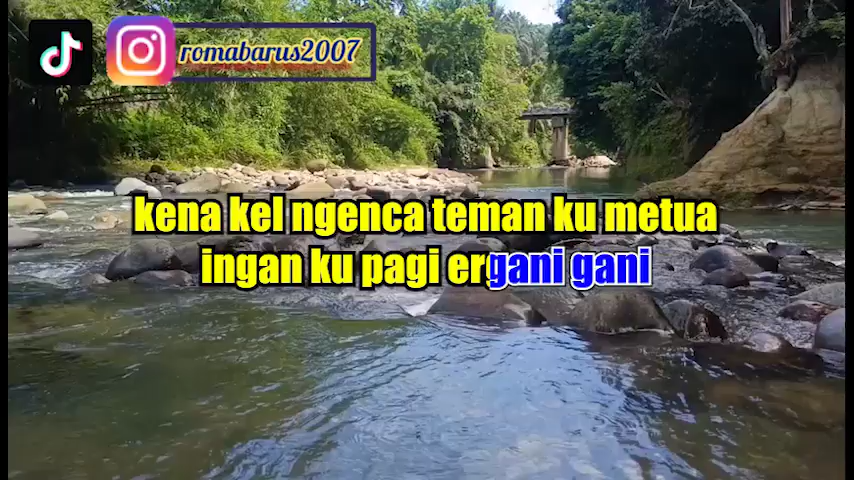 romabarus2007
kena kel ngenca teman ku metua
ingan ku pagi ergani gani